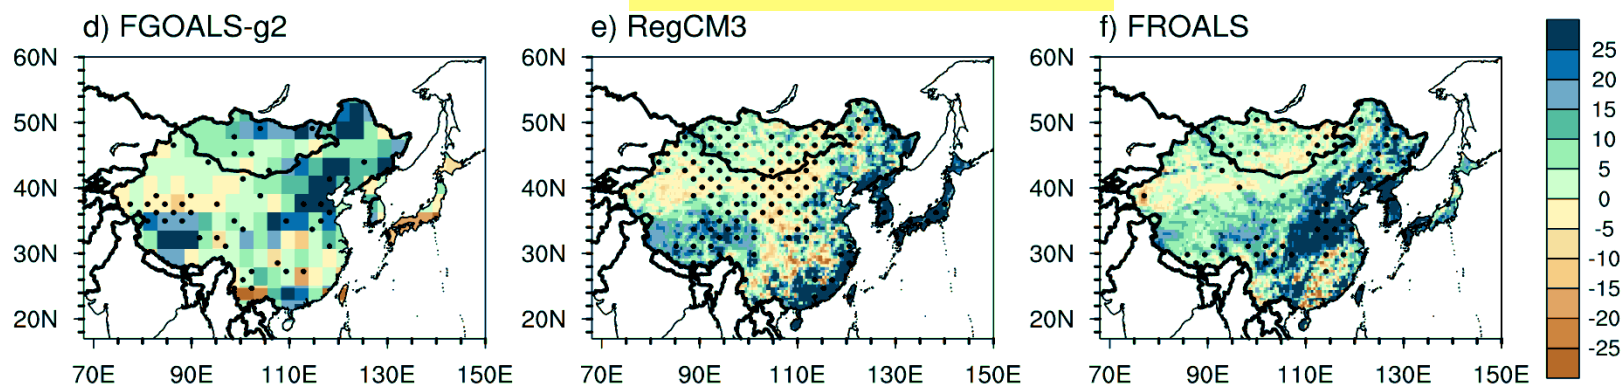 d) FGOALS-g2
e) RegCM3
f) FROALS
60N
50N
40N
30N
20N
70E 90E 110E 130E 150E
60N
50N
40N
30N
20N
70E 90E 110E 130E 150E
60N
50N
40N
30N
20N
70E 90E 110E 130E 150E
25
20
15
10
5
0
-5
-10
-15
-20
-25